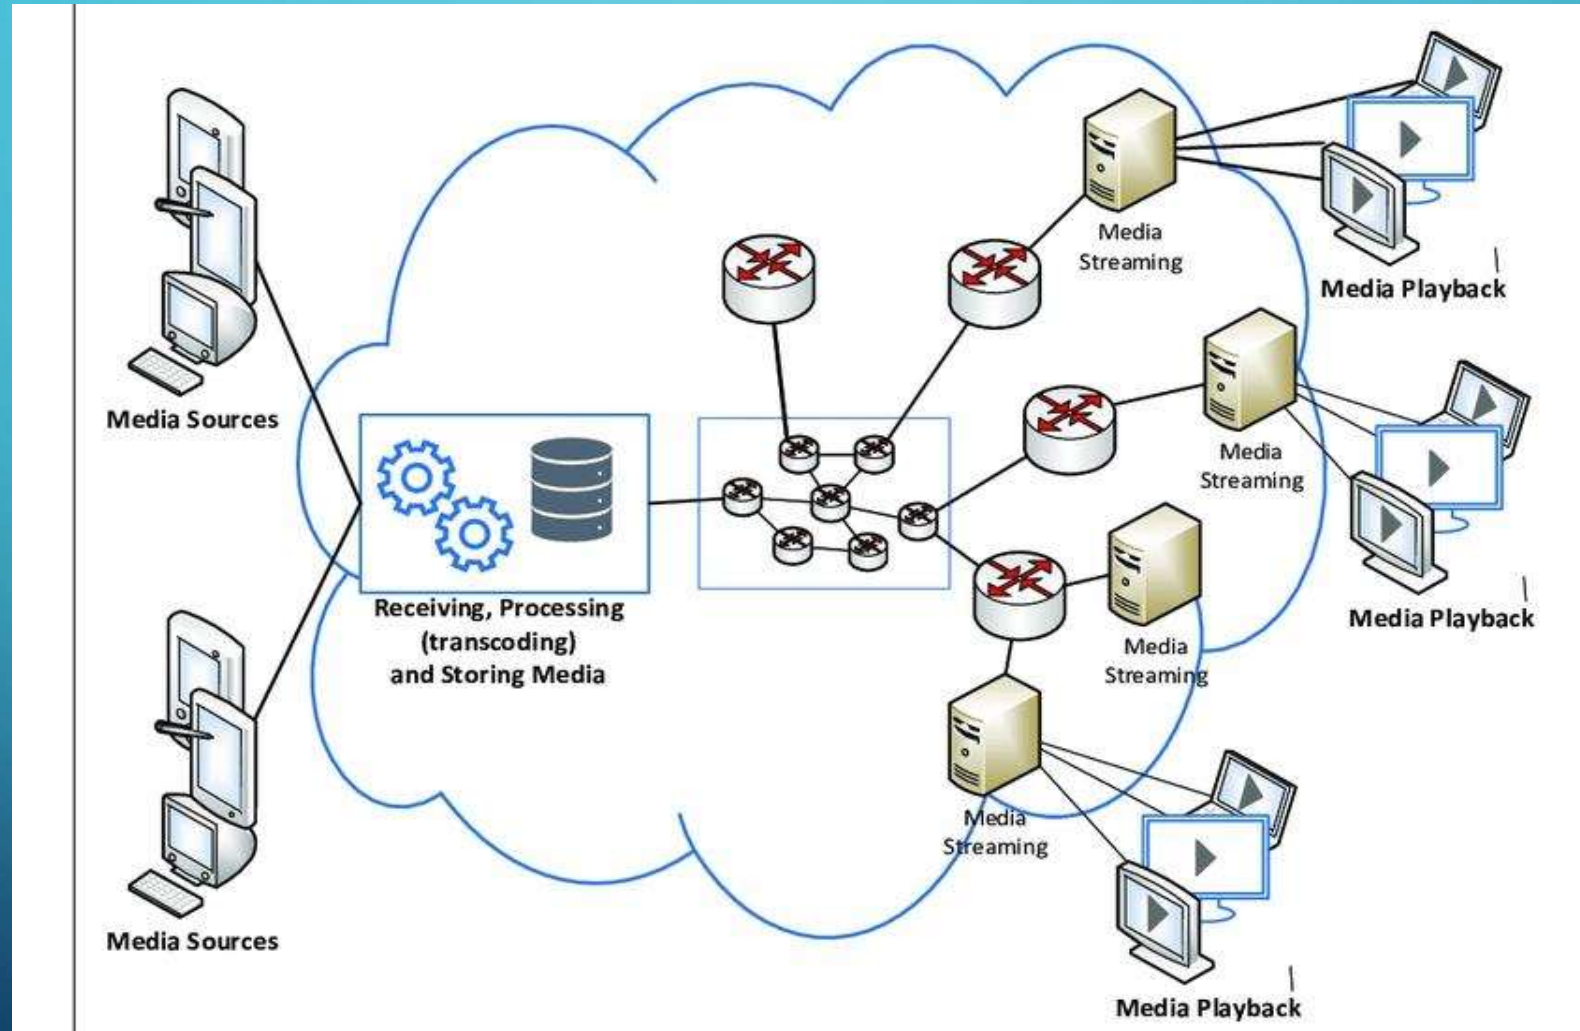 Media Sources
Receiving, Processing
(transcoding)
and Storing Media
Media Sources
Media
Streaming
Media Playback
Media
Streaming
Media Playback
Media
Streaming
Media
Streaming
Media Playback